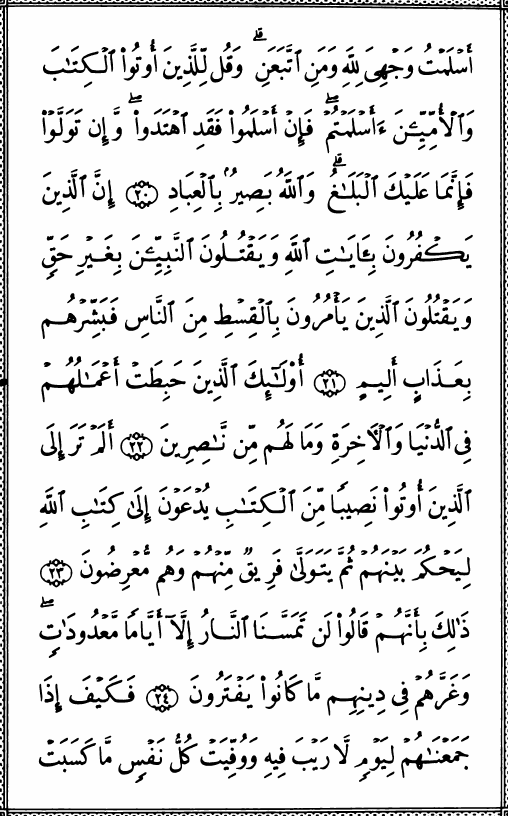 أَسۡلَمۡتُ وَجۡهِيَ لِلَّهِ وَمَنِ ٱتَّبَعَنِۗ وَقُل لِّلَّذِينَ أُوتُواْ ٱلۡكِتَٰبَ
وَٱلۡأُمِّيِّـۧنَ ءَأَسۡلَمۡتُمۡۚ فَإِنۡ أَسۡلَمُواْ فَقَدِ ٱهۡتَدَواْۖ وَّإِن تَوَلَّوۡاْ
فَإِنَّمَا عَلَيۡكَ ٱلۡبَلَٰغُۗ وَٱللَّهُ بَصِيرُۢ بِٱلۡعِبَادِ ٢٠ إِنَّ ٱلَّذِينَ
يَكۡفُرُونَ بِـَٔايَٰتِ ٱللَّهِ وَيَقۡتُلُونَ ٱلنَّبِيِّـۧنَ بِغَيۡرِ حَقّٖ
وَيَقۡتُلُونَ ٱلَّذِينَ يَأۡمُرُونَ بِٱلۡقِسۡطِ مِنَ ٱلنَّاسِ فَبَشِّرۡهُم
بِعَذَابٍ أَلِيمٍ ٢١ أُوْلَٰٓئِكَ ٱلَّذِينَ حَبِطَتۡ أَعۡمَٰلُهُمۡ
فِي ٱلدُّنۡيَا وَٱلۡأٓخِرَةِ وَمَا لَهُم مِّن نَّٰصِرِينَ ٢٢ أَلَمۡ تَرَ إِلَى
ٱلَّذِينَ أُوتُواْ نَصِيبٗا مِّنَ ٱلۡكِتَٰبِ يُدۡعَوۡنَ إِلَىٰ كِتَٰبِ ٱللَّهِ
لِيَحۡكُمَ بَيۡنَهُمۡ ثُمَّ يَتَوَلَّىٰ فَرِيقٞ مِّنۡهُمۡ وَهُم مُّعۡرِضُونَ ٢٣
ذَٰلِكَ بِأَنَّهُمۡ قَالُواْ لَن تَمَسَّنَا ٱلنَّارُ إِلَّآ أَيَّامٗا مَّعۡدُودَٰتٖۖ
وَغَرَّهُمۡ فِي دِينِهِم مَّا كَانُواْ يَفۡتَرُونَ ٢٤ فَكَيۡفَ إِذَا
جَمَعۡنَٰهُمۡ لِيَوۡمٖ لَّا رَيۡبَ فِيهِ وَوُفِّيَتۡ كُلُّ نَفۡسٖ مَّا كَسَبَتۡ